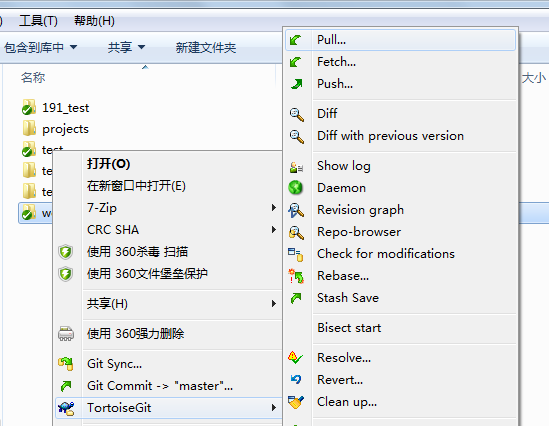 ) 工具(T) 帮助(H)
包含到库中 共享 新建文件夹
名称 大小
191_test
projects
test
te
te
w
打开(O)
在新窗口中打开(E)
7-Zip
CRC SHA
使用 360杀毒 扫描
使用 360文件堡垒保护
共享(H)
使用 360强力删除
Git Sync...
Git Commit -> "master"...
TortoiseGit
Pull...
Fetch...
Push...
Diff
Diff with previous version
Show log
Daemon
Revision graph
Repo-browser
Check for modifications
Rebase...
Stash Save
Bisect start
Resolve...
Revert...
Clean up...